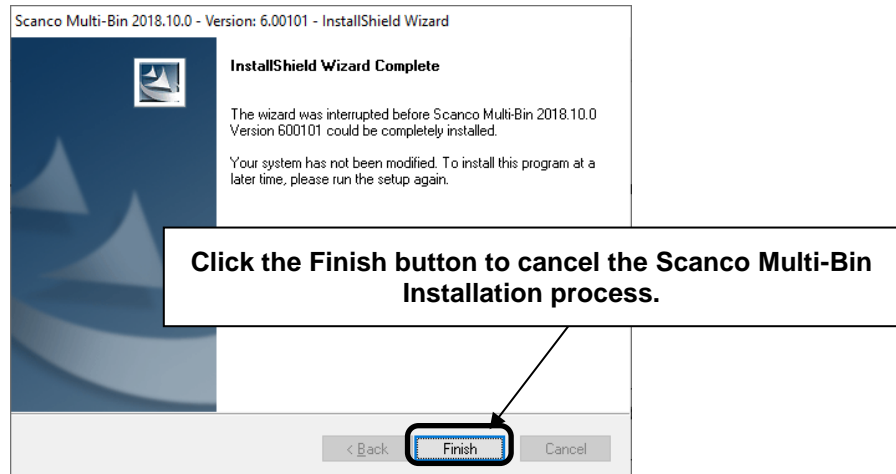 Scanco Multi-Bin 2018.10.0 - Version: 6.00101 - InstallShield Wizard
InstallShield Wizard Complete
The wizard was interrupted before Scanco Multi-Bin 2018.10.0
Version 600101 could be completely installed.
Your system has not been modified. To install this program at a
later time, please run the setup again.
Click the Finish button to cancel the Scanco Multi-Bin
Installation process.
< Back
Finish
Cancel